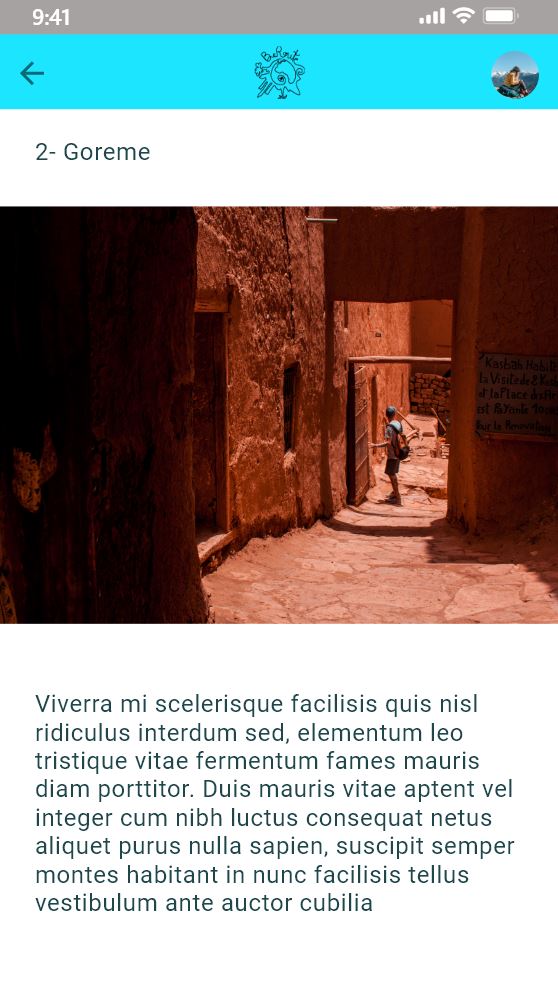 9:41
2- Goreme
Kasbah Habit
la Visite de
et la Place des Ar
est Payante 10
Pour la Renovation
Viverra mi scelerisque facilisis quis nisl
ridiculus interdum sed, elementum leo
tristique vitae fermentum fames mauris
diam porttitor. Duis mauris vitae aptent vel
integer cum nibh luctus consequat netus
aliquet purus nulla sapien, suscipit semper
montes habitant in nunc facilisis tellus
vestibulum ante auctor cubilia